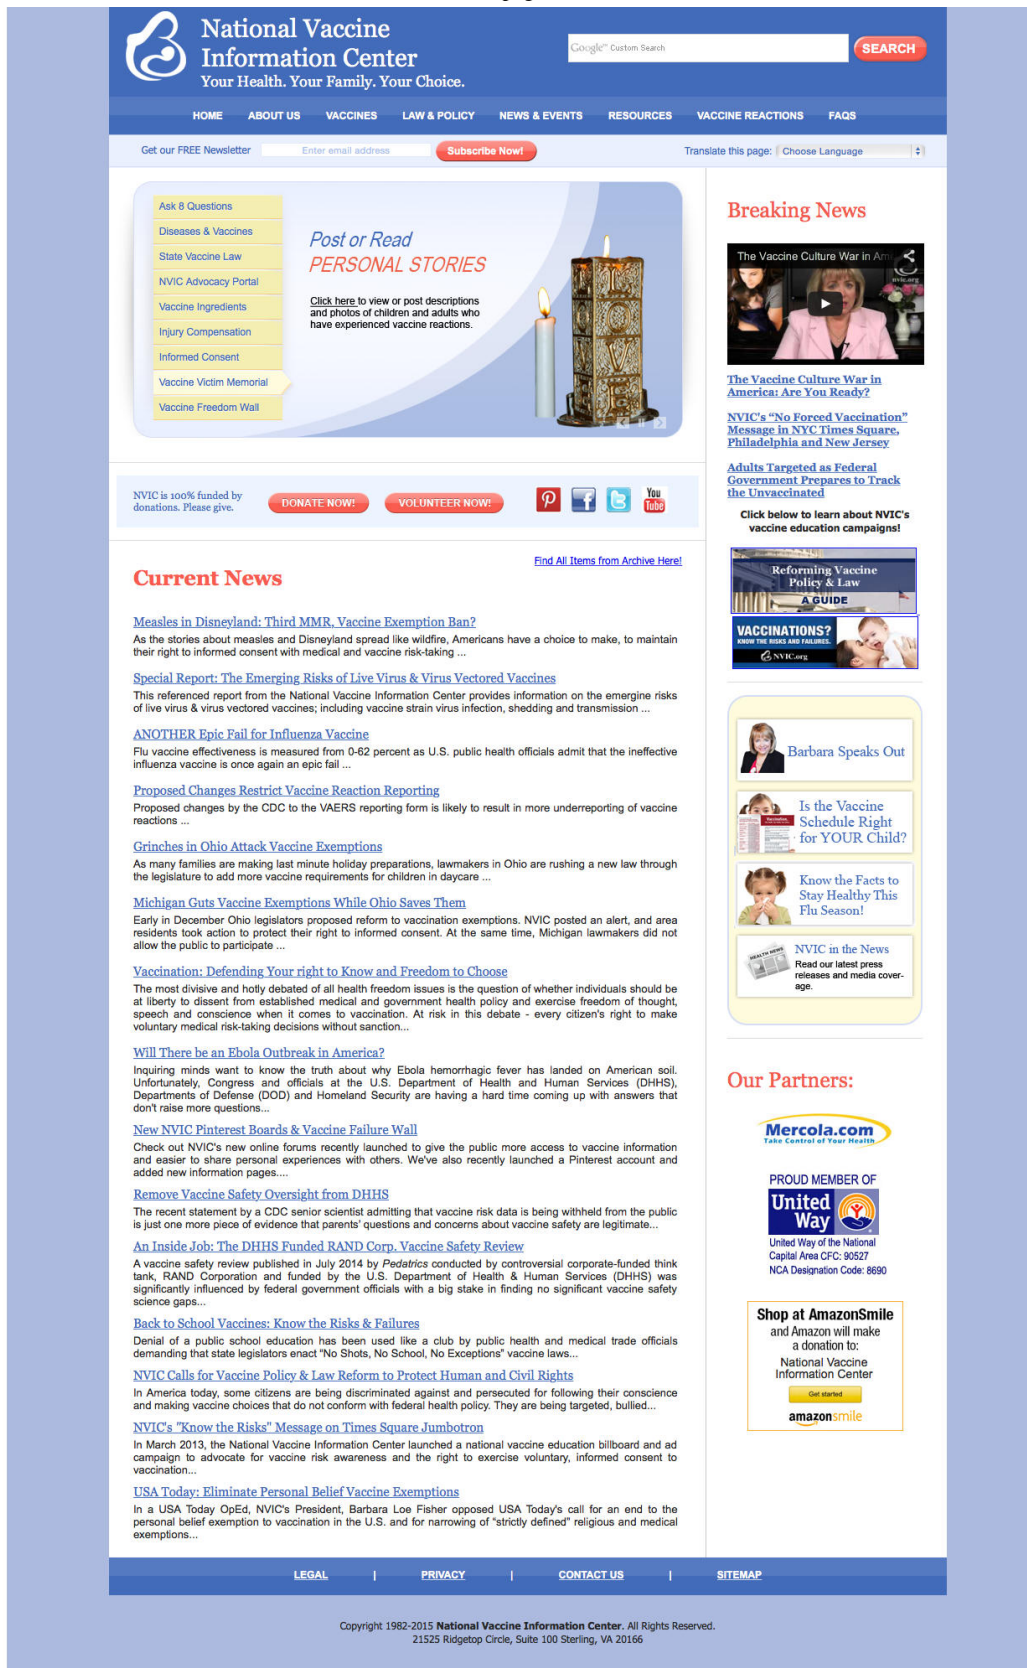 National Vaccine
Information Center
Your Health. Your Family. Your Choice.
Google™ Custom Search
SEARCH
HOME ABOUT US VACCINES LAW & POLICY NEWS & EVENTS RESOURCES VACCINE REACTIONS FAQS
Get our FREE Newsletter Enter email address Subscribe Now! Translate this page: Choose Language
Ask 8 Questions
Diseases & Vaccines
State Vaccine Law
NVIC Advocacy Portal
Vaccine Ingredients
Injury Compensation
Informed Consent
Vaccine Victim Memorial
Vaccine Freedom Wall
Post or Read
PERSONAL STORIES
Click here to view or post descriptions
and photos of children and adults who
have experienced vaccine reactions.
LOVE
NVIC is 100% funded by
donations. Please give.
DONATE NOW!
VOLUNTEER NOW!
You
Tube
Current News
Find All Items from Archive Here!
Measles in Disneyland: Third MMR, Vaccine Exemption Ban?
As the stories about measles and Disneyland spread like wildfire, Americans have a choice to make, to maintain
their right to informed consent with medical and vaccine risk-taking ...
Special Report: The Emerging Risks of Live Virus & Virus Vectored Vaccines
This referenced report from the National Vaccine Information Center provides information on the emergine risks
of live virus & virus vectored vaccines; including vaccine strain virus infection, shedding and transmission ...
ANOTHER Epic Fail for Influenza Vaccine
Flu vaccine effectiveness is measured from 0-62 percent as U.S. public health officials admit that the ineffective
influenza vaccine is once again an epic fail ...
Proposed Changes Restrict Vaccine Reaction Reporting
Proposed changes by the CDC to the VAERS reporting form is likely to result in more underreporting of vaccine
reactions ...
Grinches in Ohio Attack Vaccine Exemptions
As many families are making last minute holiday preparations, lawmakers in Ohio are rushing a new law through
the legislature to add more vaccine requirements for children in daycare ...
Michigan Guts Vaccine Exemptions While Ohio Saves Them
Early in December Ohio legislators proposed reform to vaccination exemptions. NVIC posted an alert, and area
residents took action to protect their right to informed consent. At the same time, Michigan lawmakers did not
allow the public to participate ...
Vaccination: Defending Your right to Know and Freedom to Choose
The most divisive and hotly debated of all health freedom issues is the question of whether individuals should be
at liberty to dissent from established medical and government health policy and exercise freedom of thought,
speech and conscience when it comes to vaccination. At risk in this debate - every citizen's right to make
voluntary medical risk-taking decisions without sanction...
Will There be an Ebola Outbreak in America?
Inquiring minds want to know the truth about why Ebola hemorrhagic fever has landed on American soil.
Unfortunately, Congress and officials at the U.S. Department of Health and Human Services (DHHS),
Departments of Defense (DOD) and Homeland Security are having a hard time coming up with answers that
don't raise more questions...
New NVIC Pinterest Boards & Vaccine Failure Wall
Check out NVIC's new online forums recently launched to give the public more access to vaccine information
and easier to share personal experiences with others. We've also recently launched a Pinterest account and
added new information pages....
Remove Vaccine Safety Oversight from DHHS
The recent statement by a CDC senior scientist admitting that vaccine risk data is being withheld from the public
is just one more piece of evidence that parents' questions and concerns about vaccine safety are legitimate...
An Inside Job: The DHHS Funded RAND Corp. Vaccine Safety Review
A vaccine safety review published in July 2014 by Pedatrics conducted by controversial corporate-funded think
tank, RAND Corporation and funded by the U.S. Department of Health & Human Services (DHHS) was
significantly influenced by federal government officials with a big stake in finding no significant vaccine safety
science gaps...
Back to School Vaccines: Know the Risks & Failures
Denial of a public school education has been used like a club by public health and medical trade officials
demanding that state legislators enact "No Shots, No School, No Exceptions" vaccine laws...
NVIC Calls for Vaccine Policy & Law Reform to Protect Human and Civil Rights
In America today, some citizens are being discriminated against and persecuted for following their conscience
and making vaccine choices that do not conform with federal health policy. They are being targeted, bullied...
NVIC's "Know the Risks" Message on Times Square Jumbotron
In March 2013, the National Vaccine Information Center launched a national vaccine education billboard and ad
campaign to advocate for vaccine risk awareness and the right to exercise voluntary, informed consent to
vaccination...
USA Today: Eliminate Personal Belief Vaccine Exemptions
In a USA Today OpEd, NVIC's President, Barbara Loe Fisher opposed USA Today's call for an end to the
personal belief exemption to vaccination in the U.S. and for narrowing of "strictly defined" religious and medical
exemptions...
Breaking News
The Vaccine Culture War in Am
nvic.org
The Vaccine Culture War in
America: Are You Ready?
NVIC's “No Forced Vaccination”
Message in NYC Times Square,
Philadelphia and New Jersey
Adults Targeted as Federal
Government Prepares to Track
the Unvaccinated
Click below to learn about NVIC's
vaccine education campaigns!
Reforming Vaccine
Policy & Law
A GUIDE
VACCINATIONS?
KNOW THE RISKS AND FAILURES.
NVIC.org
Barbara Speaks Out
Is the Vaccine
Schedule Right
for YOUR Child?
Know the Facts to
Stay Healthy This
Flu Season!
HEALTH NEWS
NVIC in the News
Read our latest press
releases and media cover-
age.
Our Partners:
Mercola.com
Take Control of Your Health
PROUD MEMBER OF
United
Way
United Way of the National
Capital Area CFC: 90527
NCA Designation Code: 8690
Shop at AmazonSmile
and Amazon will make
a donation to:
National Vaccine
Information Center
Get started
amazonsmile
LEGAL | PRIVACY | CONTACT US | SITEMAP
Copyright 1982-2015 National Vaccine Information Center. All Rights Reserved.
21525 Ridgetop Circle, Suite 100 Sterling, VA 20166